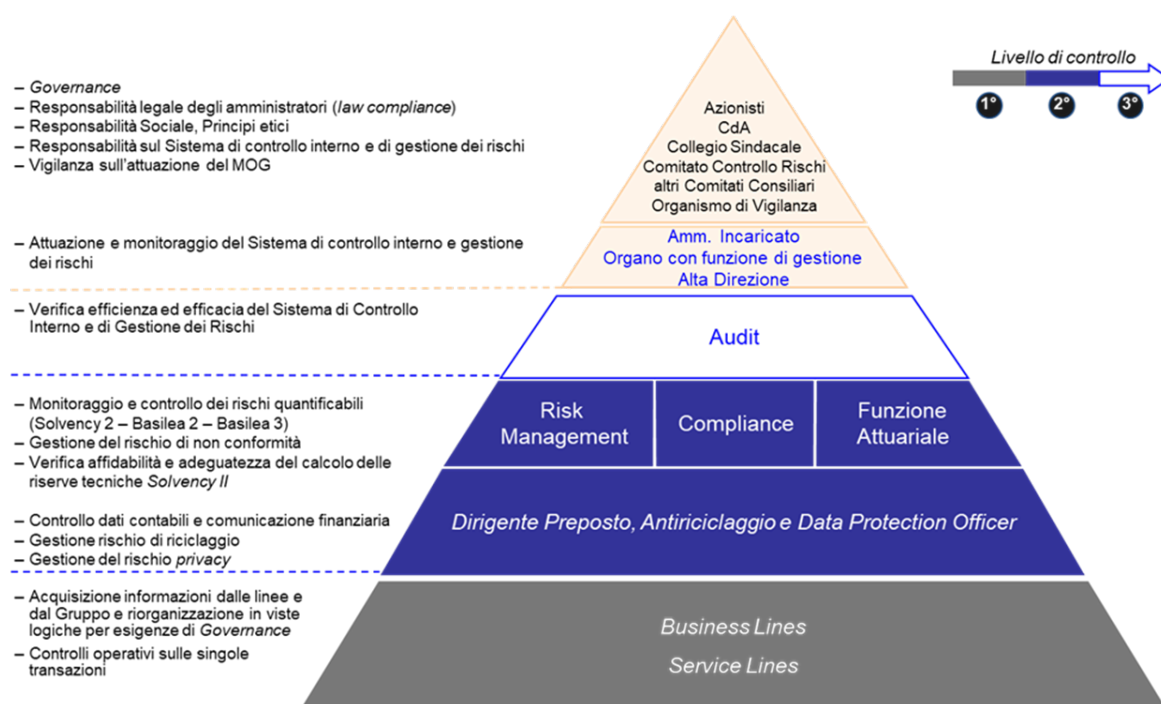 Livello di controllo
1° 2° 3°
– Governance
– Responsabilità legale degli amministratori (law compliance)
– Responsabilità Sociale, Principi etici
– Responsabilità sul Sistema di controllo interno e di gestione dei rischi
– Vigilanza sull'attuazione del MOG
Azionisti
CdA
Collegio Sindacale
Comitato Controllo Rischi
altri Comitati Consiliari
Organismo di Vigilanza
– Attuazione e monitoraggio del Sistema di controllo interno e gestione
dei rischi
Amm. Incaricato
Organo con funzione di gestione
Alta Direzione
– Verifica efficienza ed efficacia del Sistema di Controllo
Interno e di Gestione dei Rischi
Audit
– Monitoraggio e controllo dei rischi quantificabili
(Solvency 2 – Basilea 2 – Basilea 3)
– Gestione del rischio di non conformità
– Verifica affidabilità e adeguatezza del calcolo delle
riserve tecniche Solvency II
Risk
Management
Compliance
Funzione
Attuariale
– Controllo dati contabili e comunicazione finanziaria
– Gestione rischio di riciclaggio
– Gestione del rischio privacy
Dirigente Preposto, Antiriciclaggio e Data Protection Officer
– Acquisizione informazioni dalle linee e
dal Gruppo e riorganizzazione in viste
logiche per esigenze di Governance
– Controlli operativi sulle singole
transazioni
Business Lines
Service Lines